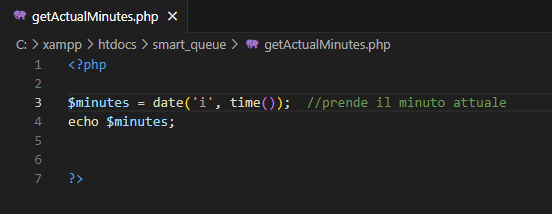 getActualMinutes.php ×
C: > xampp > htdocs > smart_queue > getActualMinutes.php
1 <?php
2
3 $minutes = date('i', time());  //prende il minuto attuale
4 echo $minutes;
5
6
7 ?>